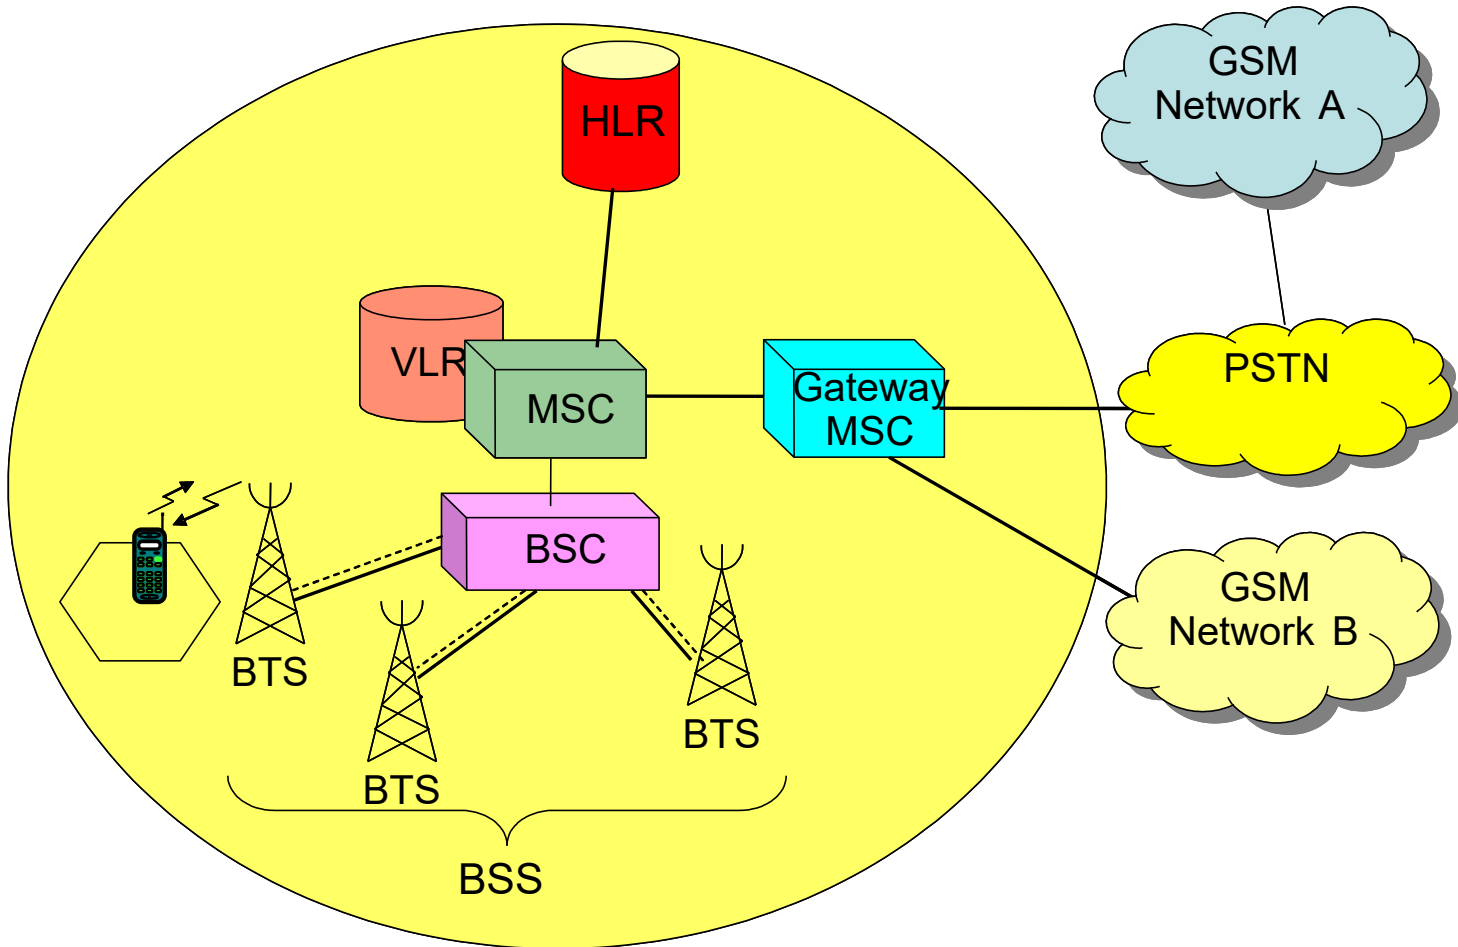 HLR
GSM
Network A
VLR
MSC
Gateway
MSC
PSTN
BSC
GSM
Network B
BTS
BTS
BTS
BSS